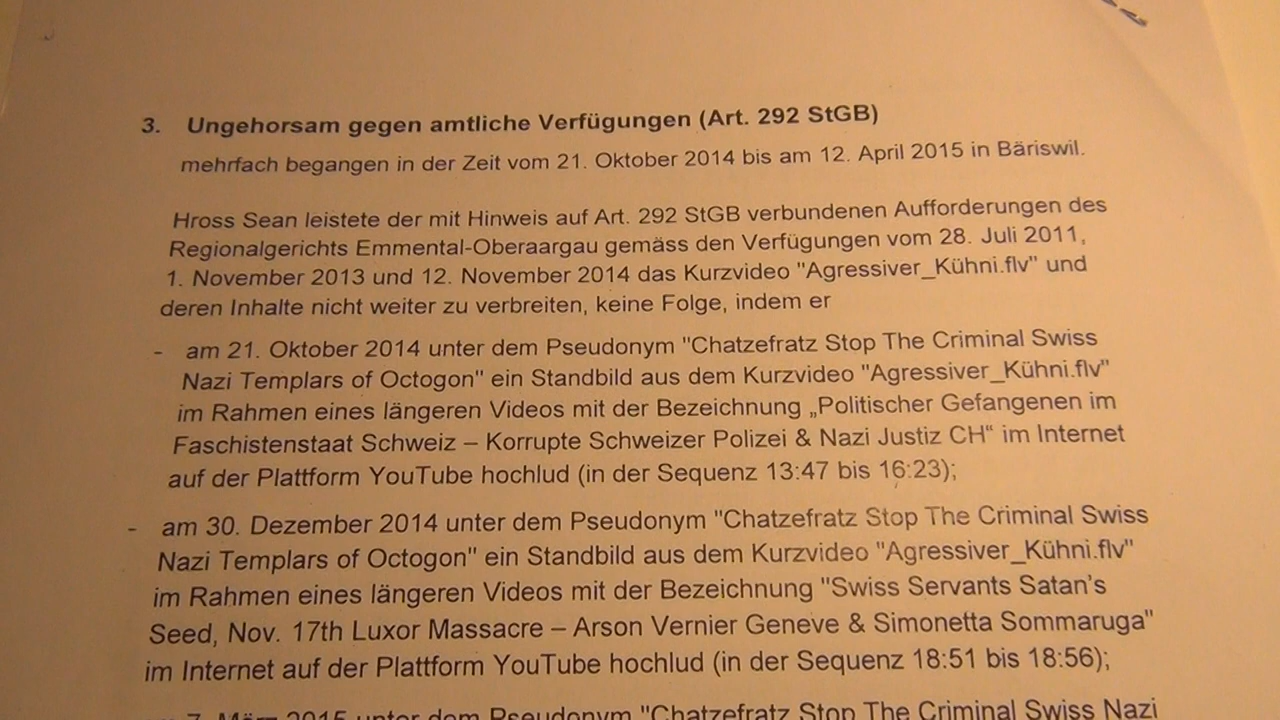 3. Ungehorsam gegen amtliche Verfügungen (Art. 292 StGB)
mehrfach begangen in der Zeit vom 21. Oktober 2014 bis am 12. April 2015 in Bäriswil.
Hross Sean leistete der mit Hinweis auf Art. 292 StGB verbundenen Aufforderungen des
Regionalgerichts Emmental-Oberaargau gemäss den Verfügungen vom 28. Juli 2011,
1. November 2013 und 12. November 2014 das Kurzvideo "Agressiver_Kühni.flv" und
deren Inhalte nicht weiter zu verbreiten, keine Folge, indem er
- am 21. Oktober 2014 unter dem Pseudonym "Chatzefratz Stop The Criminal Swiss
Nazi Templars of Octogon" ein Standbild aus dem Kurzvideo "Agressiver_Kühni.flv"
im Rahmen eines längeren Videos mit der Bezeichnung „Politischer Gefangenen im
Faschistenstaat Schweiz – Korrupte Schweizer Polizei & Nazi Justiz CH“ im Internet
auf der Plattform YouTube hochlud (in der Sequenz 13:47 bis 16:23);
- am 30. Dezember 2014 unter dem Pseudonym "Chatzefratz Stop The Criminal Swiss
Nazi Templars of Octogon" ein Standbild aus dem Kurzvideo "Agressiver_Kühni.flv"
im Rahmen eines längeren Videos mit der Bezeichnung "Swiss Servants Satan's
Seed, Nov. 17th Luxor Massacre – Arson Vernier Geneve & Simonetta Sommaruga"
im Internet auf der Plattform YouTube hochlud (in der Sequenz 18:51 bis 18:56);
7. März 2015 unter dem Pseudonym "Chatzefratz Stop The Criminal Swiss Nazi